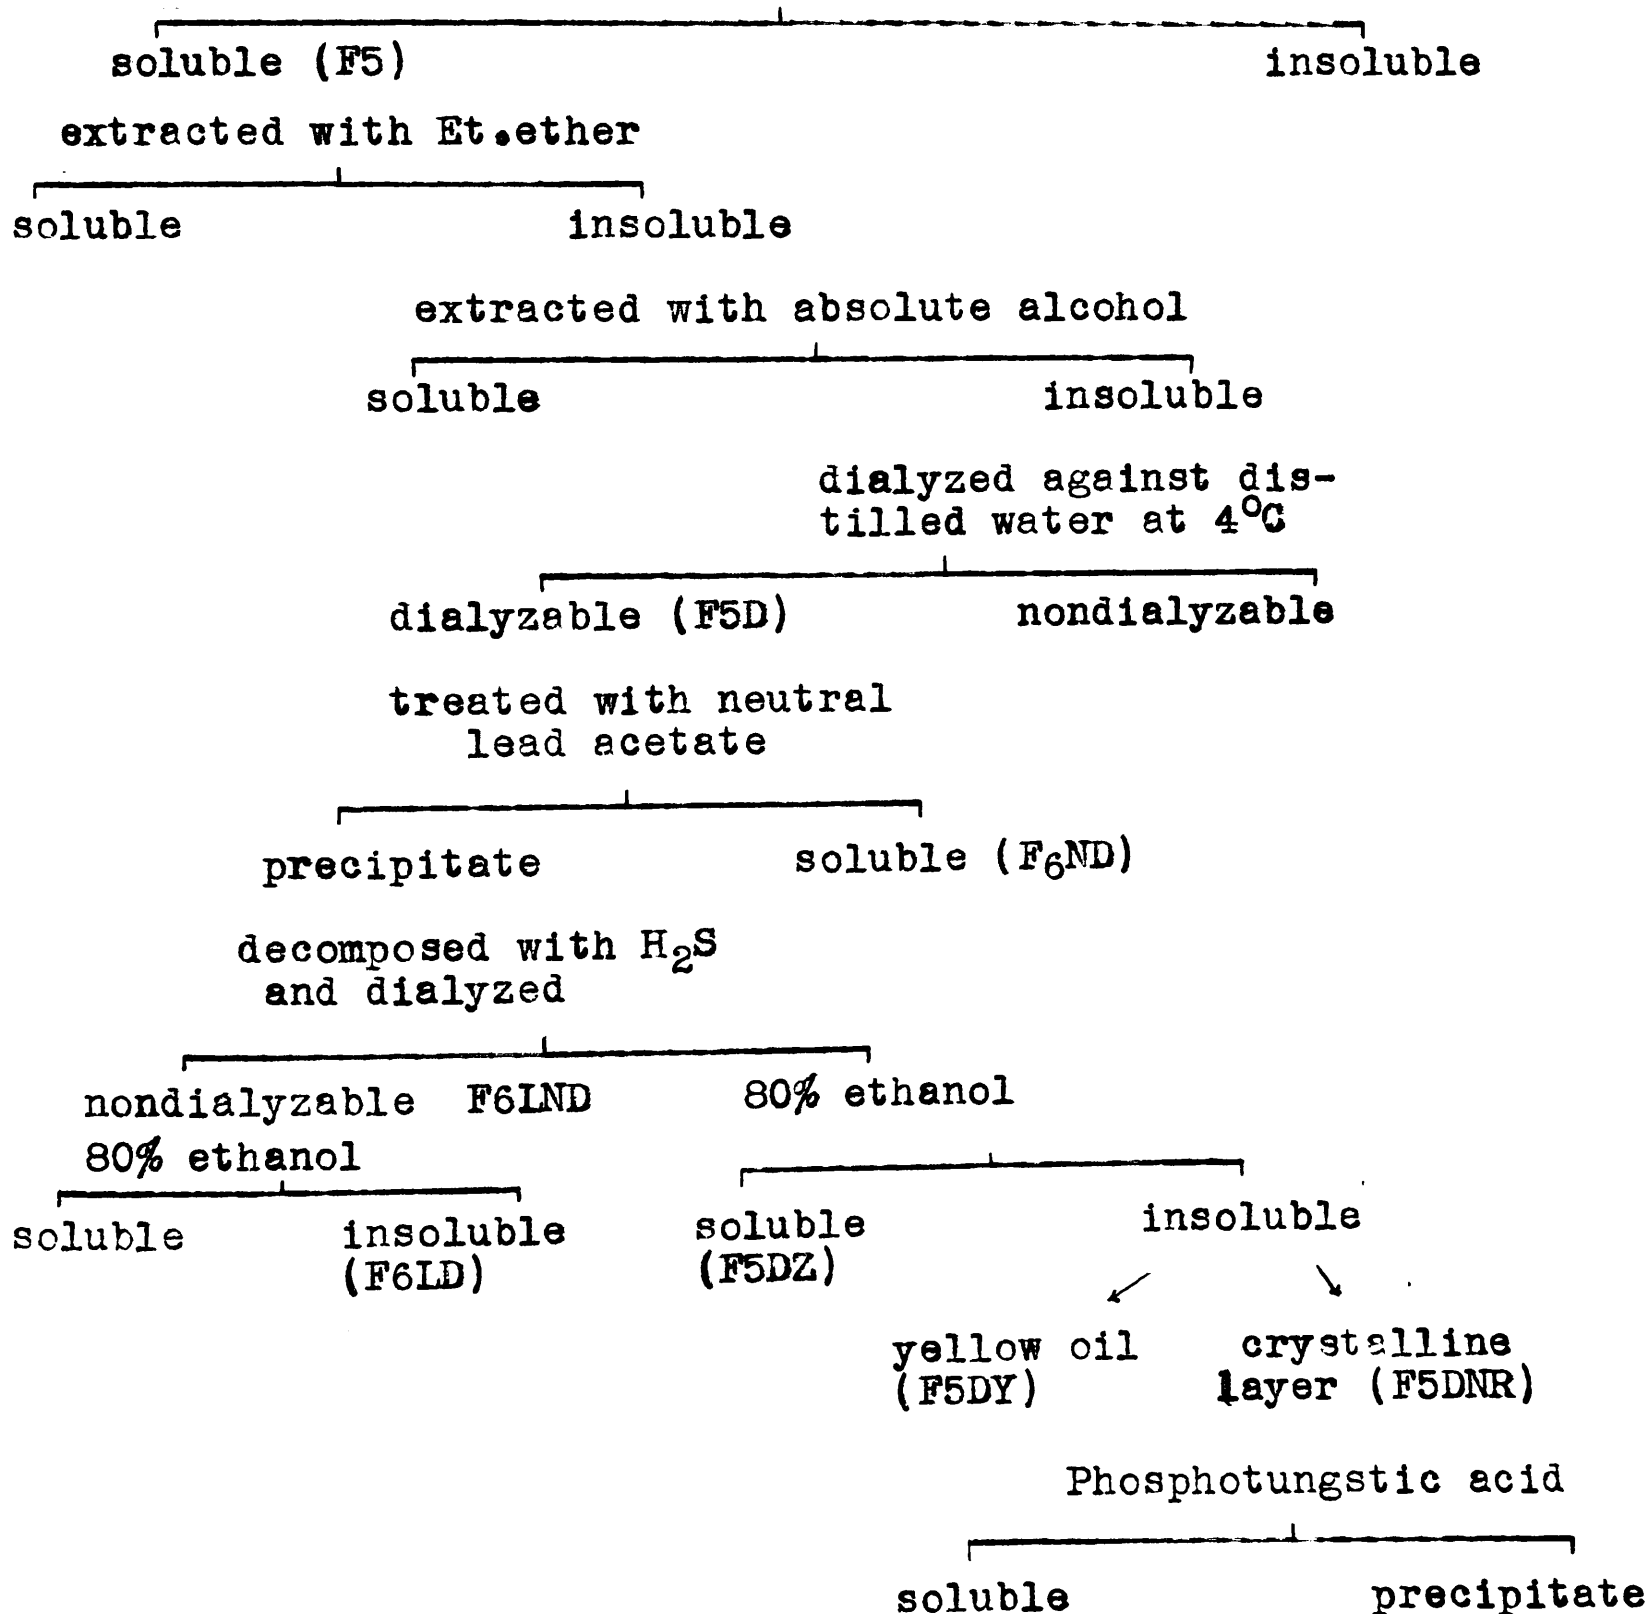 soluble (F5) insoluble
extracted with Et.ether
soluble insoluble
extracted with absolute alcohol
soluble insoluble
dialyzed against dis-
tilled water at 4°C
dialyzable (F5D) nondialyzable
treated with neutral
lead acetate
precipitate soluble (F₆ND)
decomposed with H₂S
and dialyzed
nondialyzable F6LND 80% ethanol
80% ethanol
soluble insoluble soluble insoluble
(F6LD) (F5DZ)
yellow oil crystalline
(F5DY) layer (F5DNR)
Phosphotungstic acid
soluble precipitate